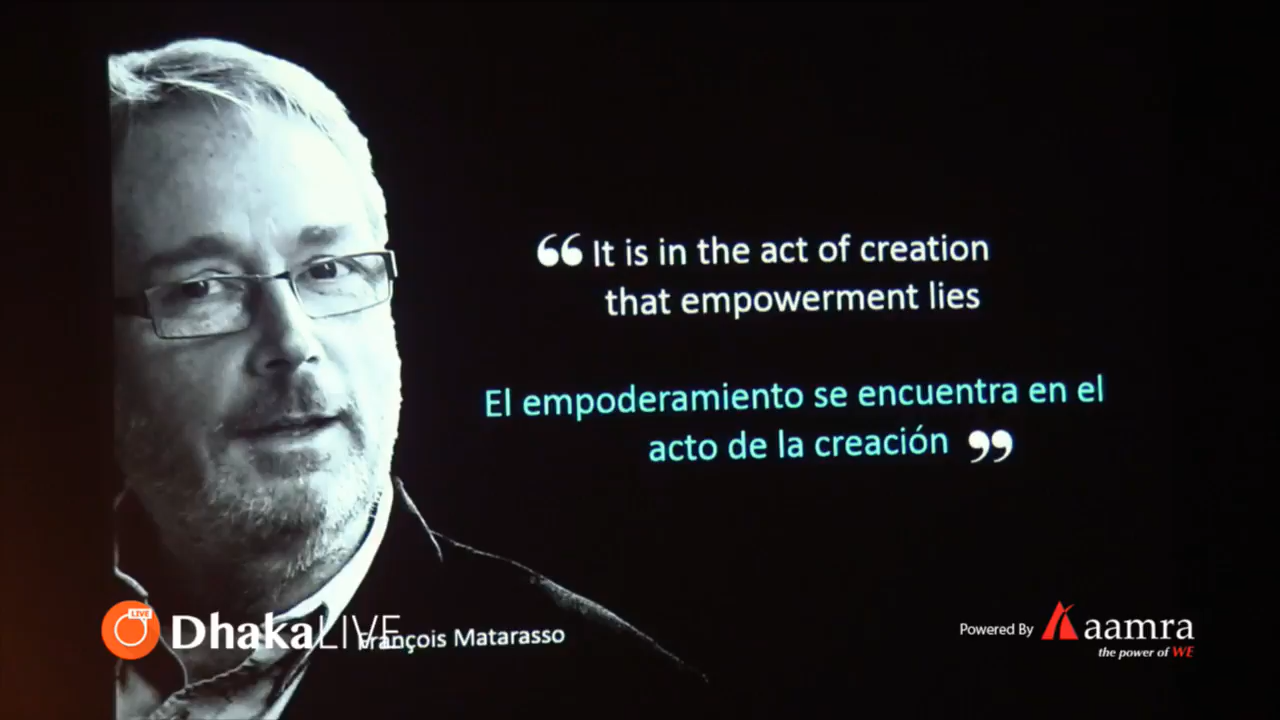 “ It is in the act of creation
that empowerment lies
El empoderamiento se encuentra en el
acto de la creación ”
LIVE
DhakaLIVE
François Matarasso
Powered By aamra
the power of WE